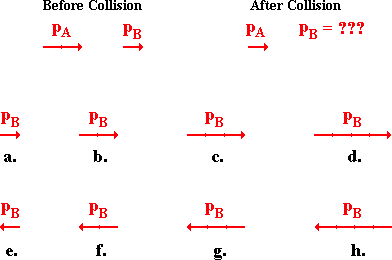 Before Collision After Collision
pA pB pA pB = ???
pB pB pB pB
a. b. c. d.
pB pB pB pB
e. f. g. h.